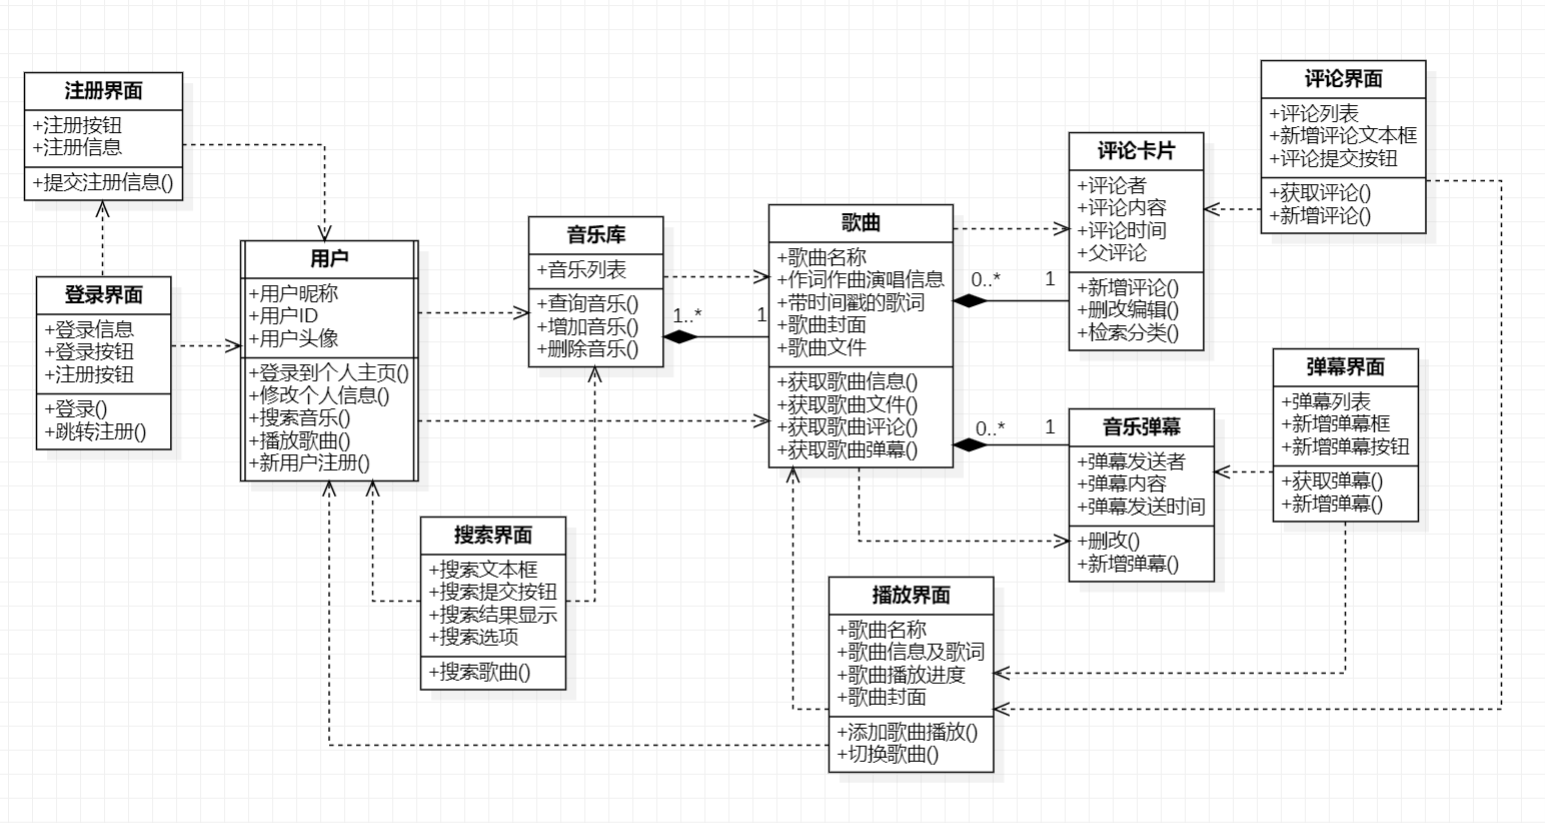 注册界面
+注册按钮
+注册信息
+提交注册信息()
登录界面
+登录信息
+登录按钮
+注册按钮
+登录()
+跳转注册()
用户
+用户昵称
+用户ID
+用户头像
+登录到个人主页()
+修改个人信息()
+搜索音乐()
+播放歌曲()
+新用户注册()
音乐库
+音乐列表
+查询音乐()
+增加音乐()
+删除音乐()
1..*
1
搜索界面
+搜索文本框
+搜索提交按钮
+搜索结果显示
+搜索选项
+搜索歌曲()
歌曲
+歌曲名称
+作词作曲演唱信息
+带时间戳的歌词
+歌曲封面
+歌曲文件
+获取歌曲信息()
+获取歌曲文件()
+获取歌曲评论()
+获取歌曲弹幕()
0..*
1
0..*
1
评论卡片
+评论者
+评论内容
+评论时间
+父评论
+新增评论()
+删改编辑()
+检索分类()
评论界面
+评论列表
+新增评论文本框
+评论提交按钮
+获取评论()
+新增评论()
音乐弹幕
+弹幕发送者
+弹幕内容
+弹幕发送时间
+删改()
+新增弹幕()
弹幕界面
+弹幕列表
+新增弹幕框
+新增弹幕按钮
+获取弹幕()
+新增弹幕()
播放界面
+歌曲名称
+歌曲信息及歌词
+歌曲播放进度
+歌曲封面
+添加歌曲播放()
+切换歌曲()